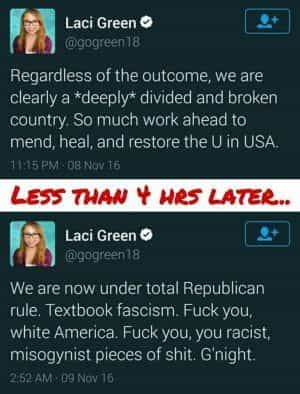 Laci Green
@gogreen18
Regardless of the outcome, we are
clearly a *deeply* divided and broken
country. So much work ahead to
mend, heal, and restore the U in USA.
11:15 PM · 08 Nov 16
LESS THAN 4 HRS LATER...
Laci Green
@gogreen18
We are now under total Republican
rule. Textbook fascism. Fuck you,
white America. Fuck you, you racist,
misogynist pieces of shit. G'night.
2:52 AM · 09 Nov 16